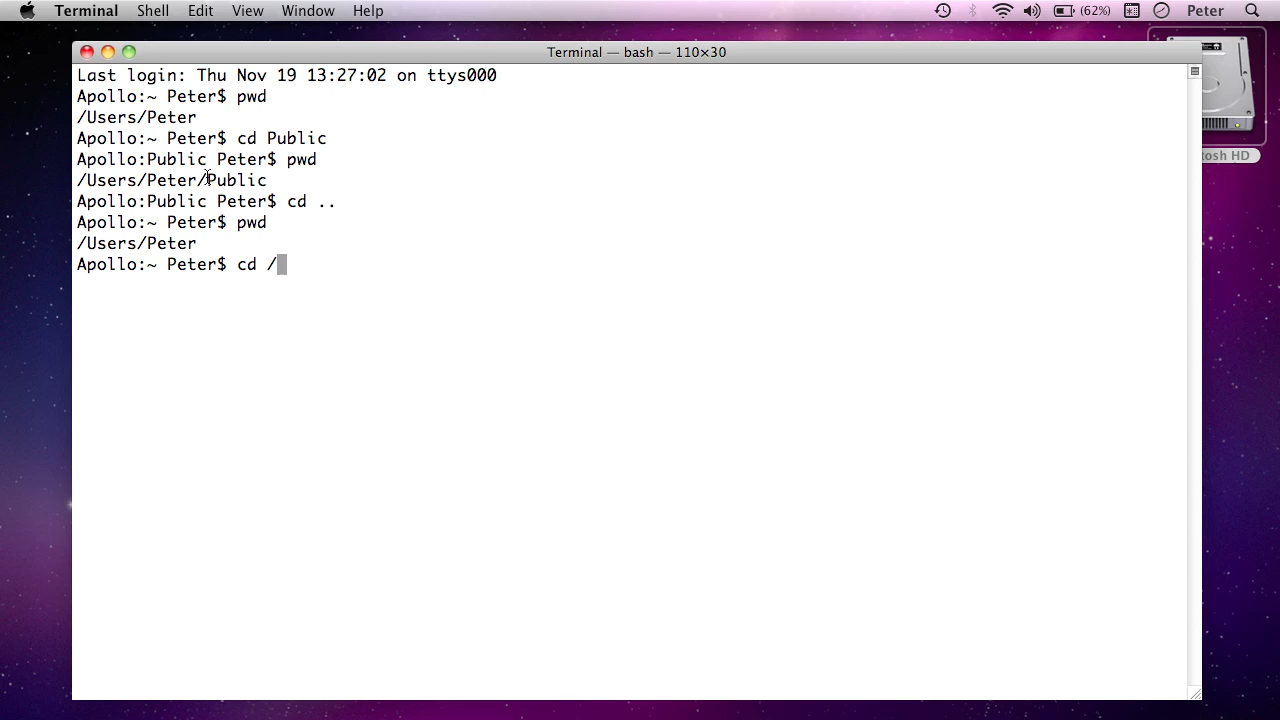 Terminal Shell Edit View Window Help (62%) Peter
Terminal — bash — 110×30
Last login: Thu Nov 19 13:27:02 on ttys000
Apollo:~ Peter$ pwd
/Users/Peter
Apollo:~ Peter$ cd Public
Apollo:Public Peter$ pwd
/Users/Peter/Public
Apollo:Public Peter$ cd ..
Apollo:~ Peter$ pwd
/Users/Peter
Apollo:~ Peter$ cd /
tosh HD